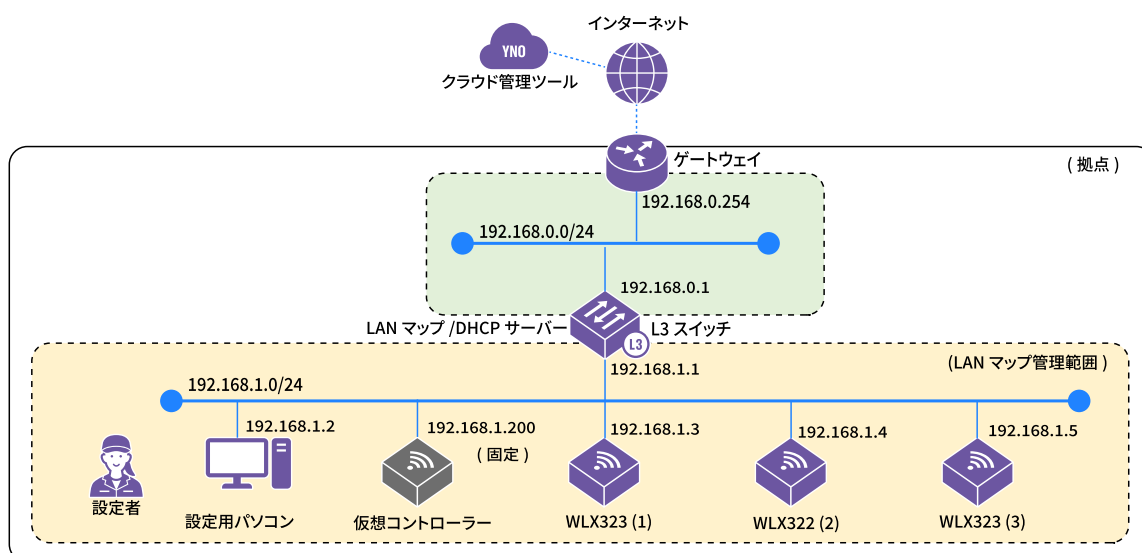 インターネット
YNO
クラウド管理ツール
ゲートウェイ
( 拠点 )
192.168.0.254
192.168.0.0/24
192.168.0.1
LAN マップ /DHCP サーバー
L3 スイッチ
L3
(LAN マップ管理範囲 )
192.168.1.1
192.168.1.0/24
192.168.1.2
192.168.1.200
( 固定 )
192.168.1.3
192.168.1.4
192.168.1.5
設定者
設定用パソコン
仮想コントローラー
WLX323 (1)
WLX322 (2)
WLX323 (3)